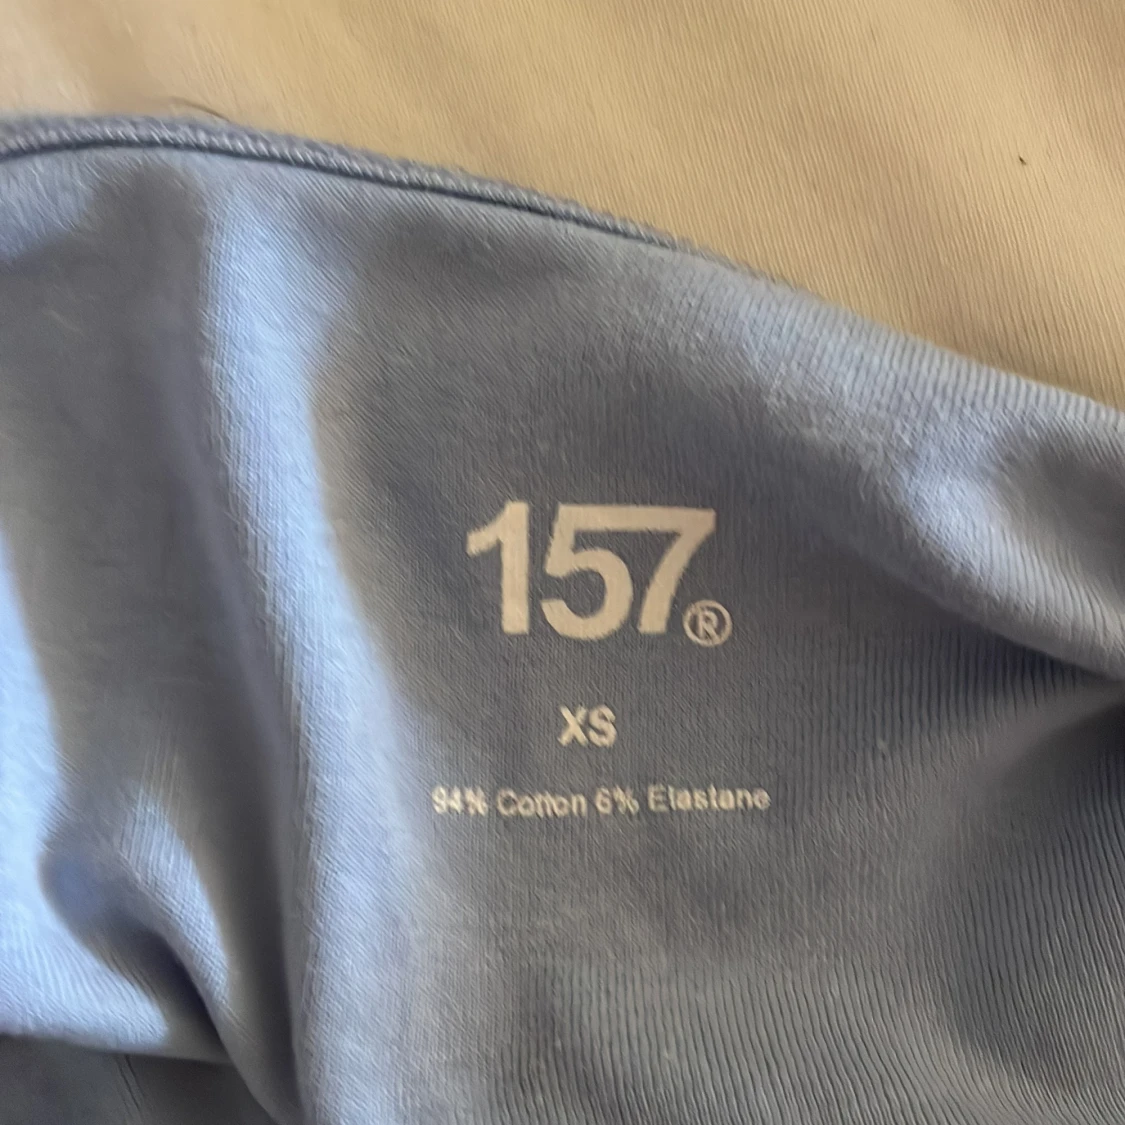 157®
XS
94% Cotton 6% Elastane